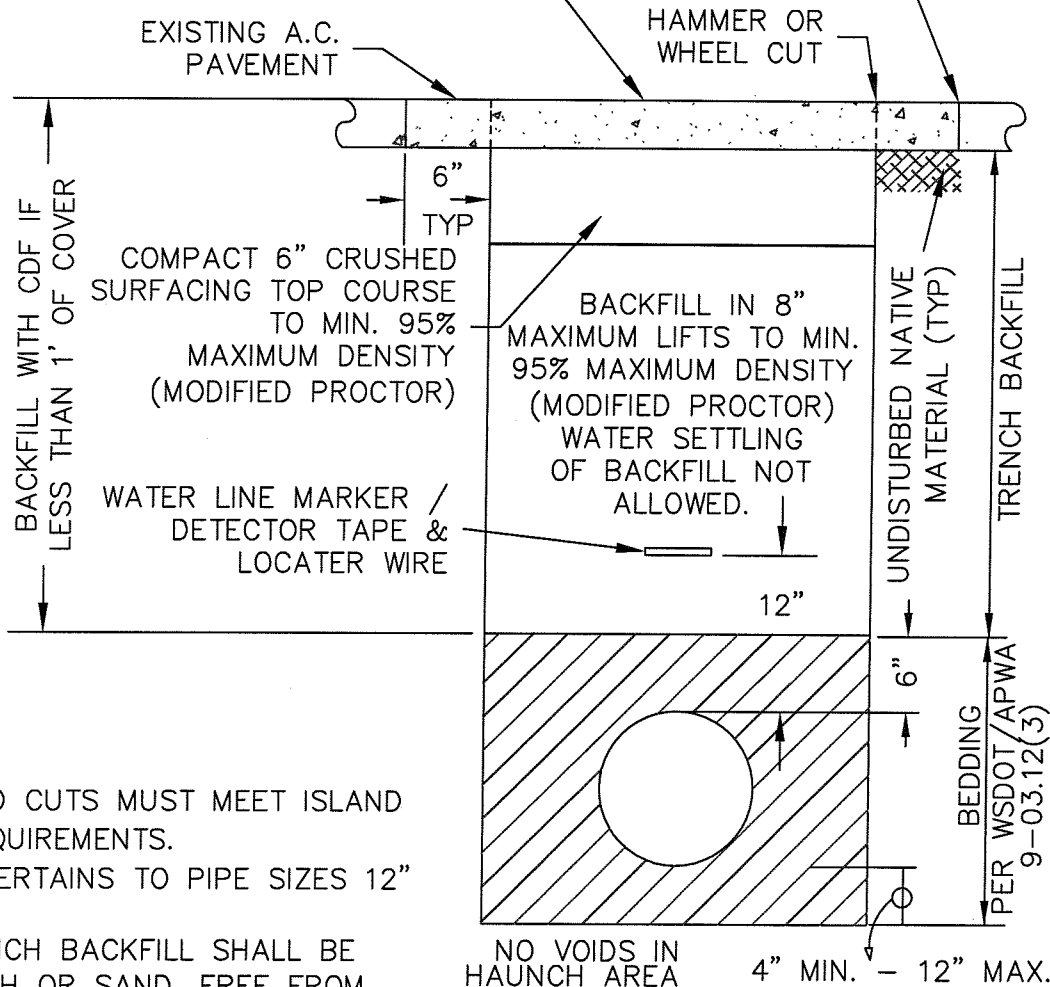 EXISTING A.C.
PAVEMENT
HAMMER OR
WHEEL CUT
6"
TYP
BACKFILL WITH CDF IF
LESS THAN 1' OF COVER
COMPACT 6" CRUSHED
SURFACING TOP COURSE
TO MIN. 95%
MAXIMUM DENSITY
(MODIFIED PROCTOR)
BACKFILL IN 8"
MAXIMUM LIFTS TO MIN.
95% MAXIMUM DENSITY
(MODIFIED PROCTOR)
WATER SETTLING
OF BACKFILL NOT
ALLOWED.
UNDISTURBED NATIVE
MATERIAL (TYP)
TRENCH BACKFILL
WATER LINE MARKER /
DETECTOR TAPE &
LOCATER WIRE
12"
6"
BEDDING
PER WSDOT/APWA
9-03.12(3)
CUTS MUST MEET ISLAND
QUIREMENTS.
ERTAINS TO PIPE SIZES 12"
NCH BACKFILL SHALL BE
H OR SAND, FREE FROM
NO VOIDS IN
HAUNCH AREA
4" MIN. - 12" MAX.